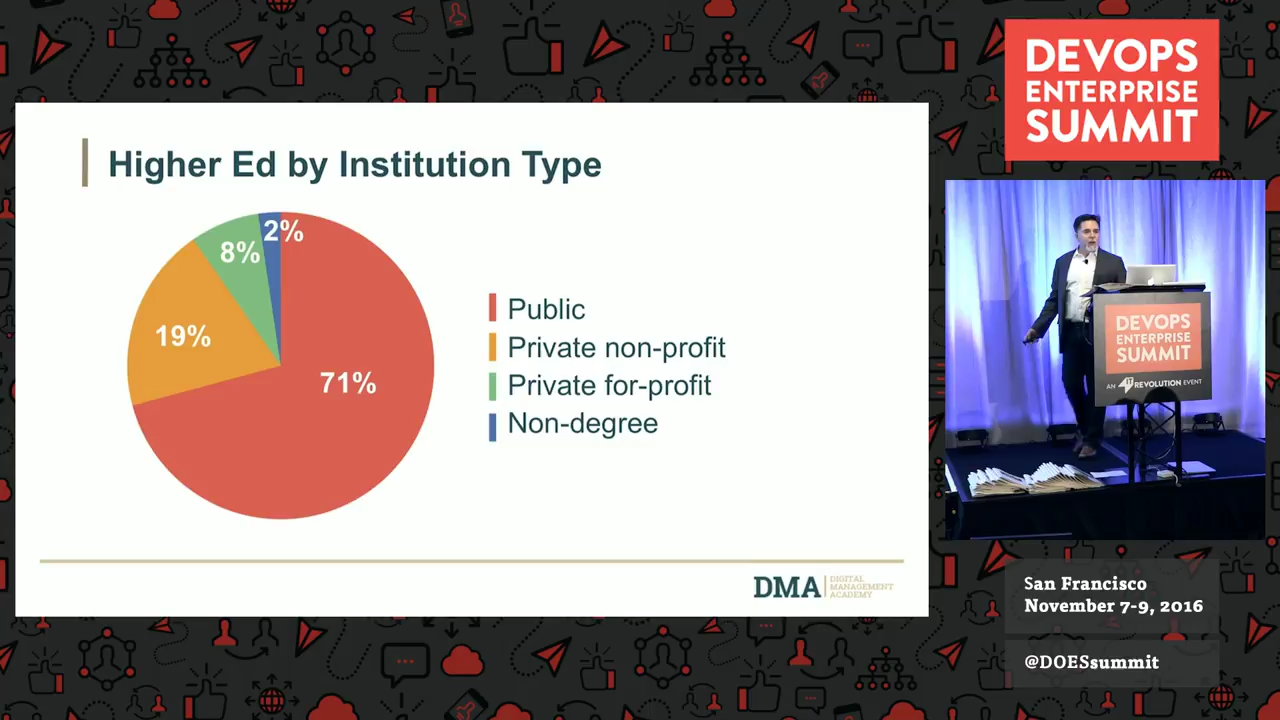 Higher Ed by Institution Type
2%
8%
19%
71%
Public
Private non-profit
Private for-profit
Non-degree
DMA
DIGITAL
MANAGEMENT
ACADEMY
DEVOPS
ENTERPRISE
SUMMIT
DEVOPS
ENTERPRISE
SUMMIT
AN IT REVOLUTION EVENT
San Francisco
November 7-9, 2016
@DOESsummit